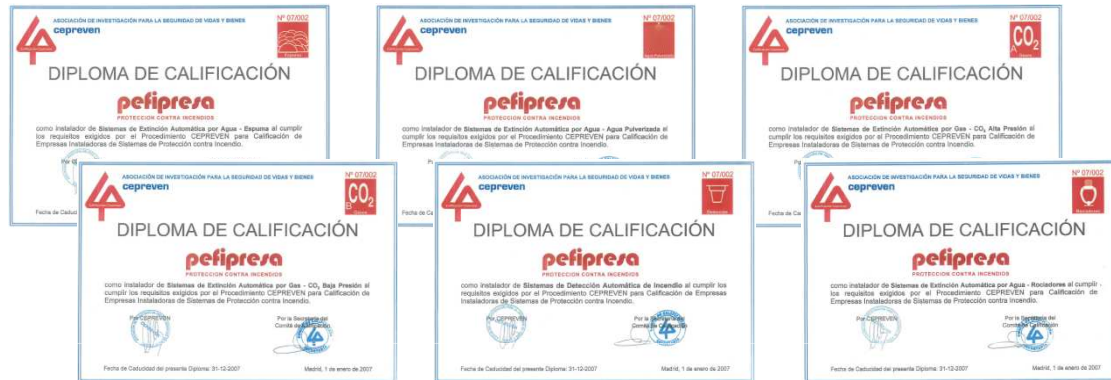 ASOCIACIÓN DE INVESTIGACIÓN PARA LA SEGURIDAD DE VIDAS Y BIENES
cepreven
Nº 07/002
DIPLOMA DE CALIFICACIÓN
pefipresa
PROTECCION CONTRA INCENDIOS
como instalador de Sistemas de Extinción Automática por Agua - Espuma al cumplir
los requisitos exigidos por el Procedimiento CEPREVEN para Calificación de
Empresas Instaladoras de Sistemas de Protección contra Incendio.
Fecha de Caduc
ASOCIACIÓN DE INVESTIGACIÓN PARA LA SEGURIDAD DE VIDAS Y BIENES
cepreven
Nº 07/002
Agua Pulverizada
DIPLOMA DE CALIFICACIÓN
pefipresa
PROTECCION CONTRA INCENDIOS
como instalador de Sistemas de Extinción Automática por Agua - Agua Pulverizada al
cumplir los requisitos exigidos por el Procedimiento CEPREVEN para Calificación de
Empresas Instaladoras de Sistemas de Protección contra Incendio.
Fecha de Ca
ASOCIACIÓN DE INVESTIGACIÓN PARA LA SEGURIDAD DE VIDAS Y BIENES
cepreven
Nº 07/002
CO2
A
DIPLOMA DE CALIFICACIÓN
pefipresa
PROTECCION CONTRA INCENDIOS
como instalador de Sistemas de Extinción Automática por Gas - CO2 Alta Presión al
cumplir los requisitos exigidos por el Procedimiento CEPREVEN para Calificación de
Empresas Instaladoras de Sistemas de Protección contra Incendio.
Fecha de Ca
ASOCIACIÓN DE INVESTIGACIÓN PARA LA SEGURIDAD DE VIDAS Y BIENES
cepreven
Nº 07/002
CO2
B
DIPLOMA DE CALIFICACIÓN
pefipresa
PROTECCION CONTRA INCENDIOS
como instalador de Sistemas de Extinción Automática por Gas - CO2 Baja Presión al
cumplir los requisitos exigidos por el Procedimiento CEPREVEN para Calificación de
Empresas Instaladoras de Sistemas de Protección contra Incendio.
Por CEPREVEN
Por la Secretaría del
Comité de Calificación
Fecha de Caducidad del presente Diploma: 31-12-2007
Madrid, 1 de enero de 2007
ASOCIACIÓN DE INVESTIGACIÓN PARA LA SEGURIDAD DE VIDAS Y BIENES
cepreven
Nº 07/002
Detección
DIPLOMA DE CALIFICACIÓN
pefipresa
PROTECCION CONTRA INCENDIOS
como instalador de Sistemas de Detección Automática de Incendio al cumplir los
requisitos exigidos por el Procedimiento CEPREVEN para Calificación de Empresas
Instaladoras de Sistemas de Protección contra Incendio.
Por CEPREVEN
Por la Secretaría del
Comité de Calificación
Fecha de Caducidad del presente Diploma: 31-12-2007
Madrid, 1 de enero de 2007
ASOCIACIÓN DE INVESTIGACIÓN PARA LA SEGURIDAD DE VIDAS Y BIENES
cepreven
Nº 07/002
Rociadores
DIPLOMA DE CALIFICACIÓN
pefipresa
PROTECCION CONTRA INCENDIOS
como instalador de Sistemas de Extinción Automática por Agua - Rociadores al cumplir
los requisitos exigidos por el Procedimiento CEPREVEN para Calificación de
Empresas Instaladoras de Sistemas de Protección contra Incendio.
Por CEPREVEN
Por la Secretaría del
Comité de Calificación
Fecha de Caducidad del presente Diploma: 31-12-2007
Madrid, 1 de enero de 2007